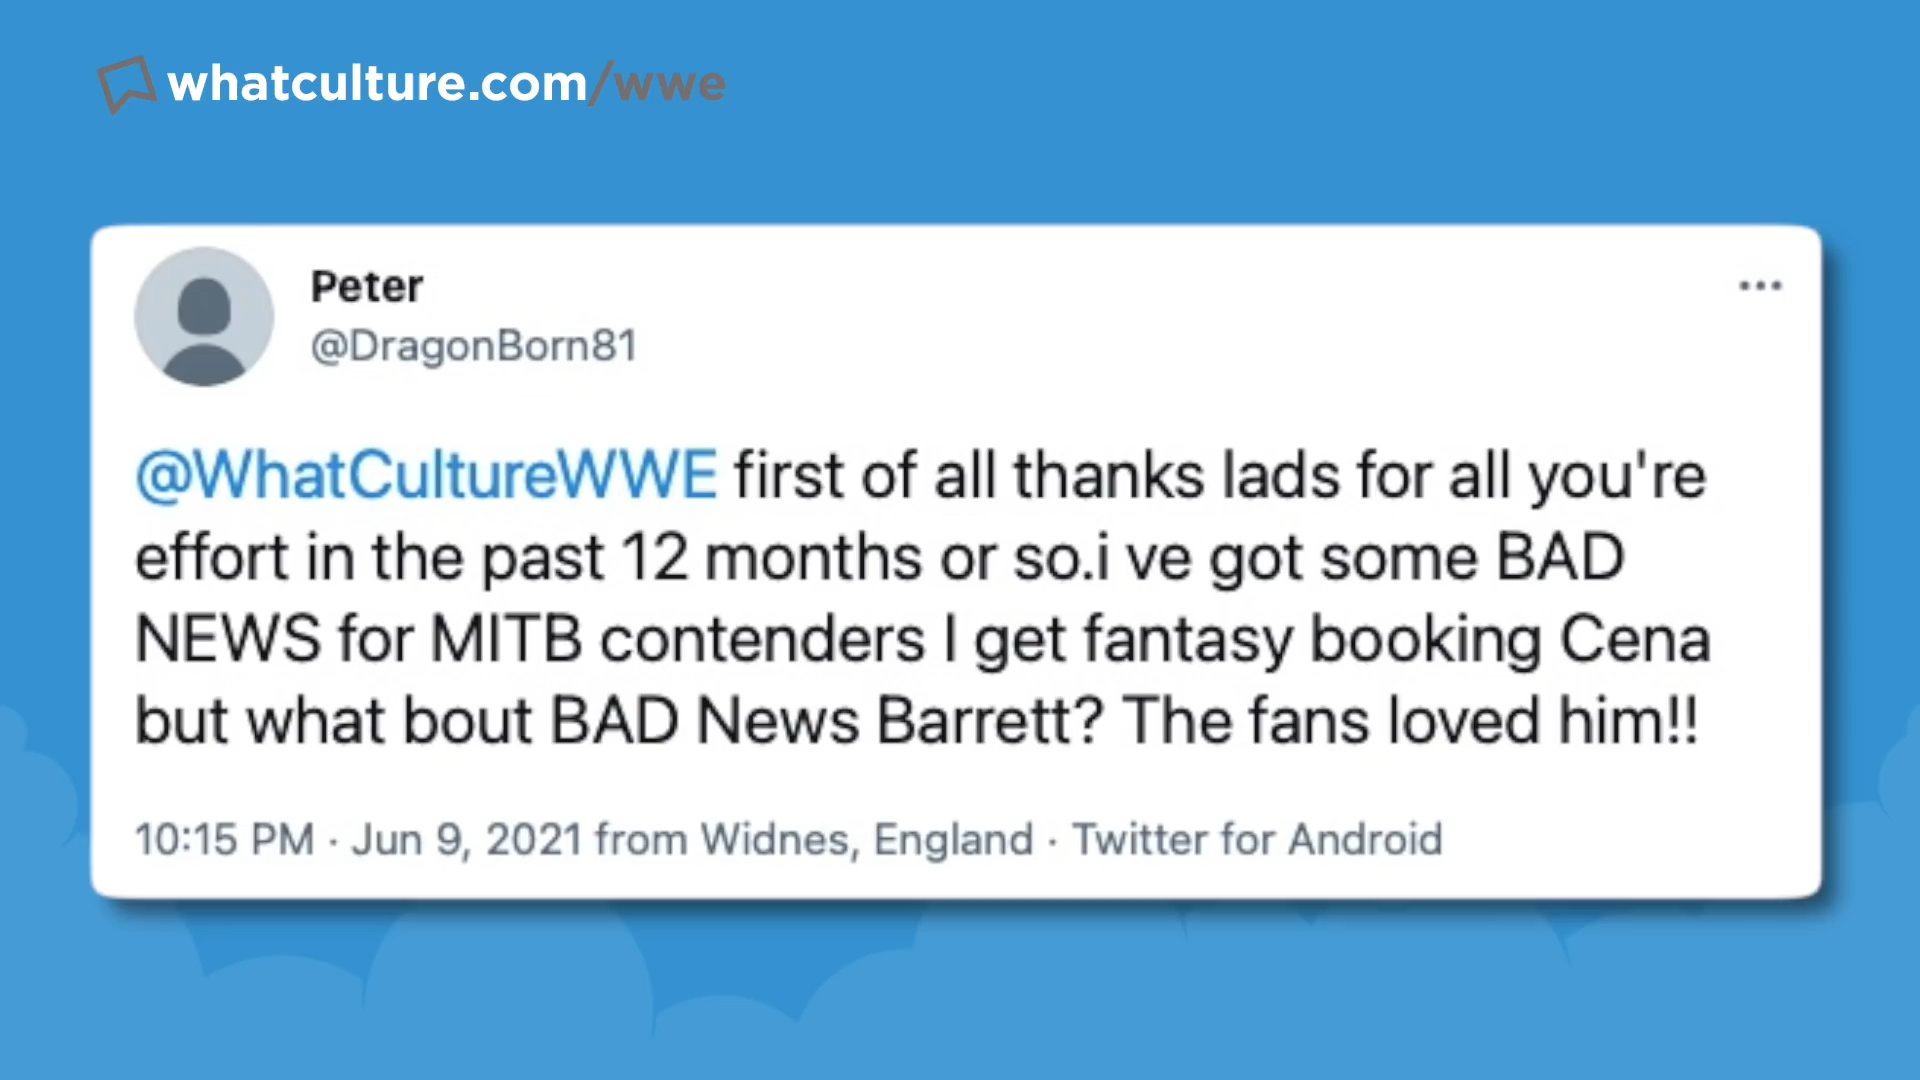 whatculture.com/wwe
Peter
@DragonBorn81
@WhatCultureWWE first of all thanks lads for all you're
effort in the past 12 months or so.i ve got some BAD
NEWS for MITB contenders I get fantasy booking Cena
but what bout BAD News Barrett? The fans loved him!!
10:15 PM · Jun 9, 2021 from Widnes, England · Twitter for Android